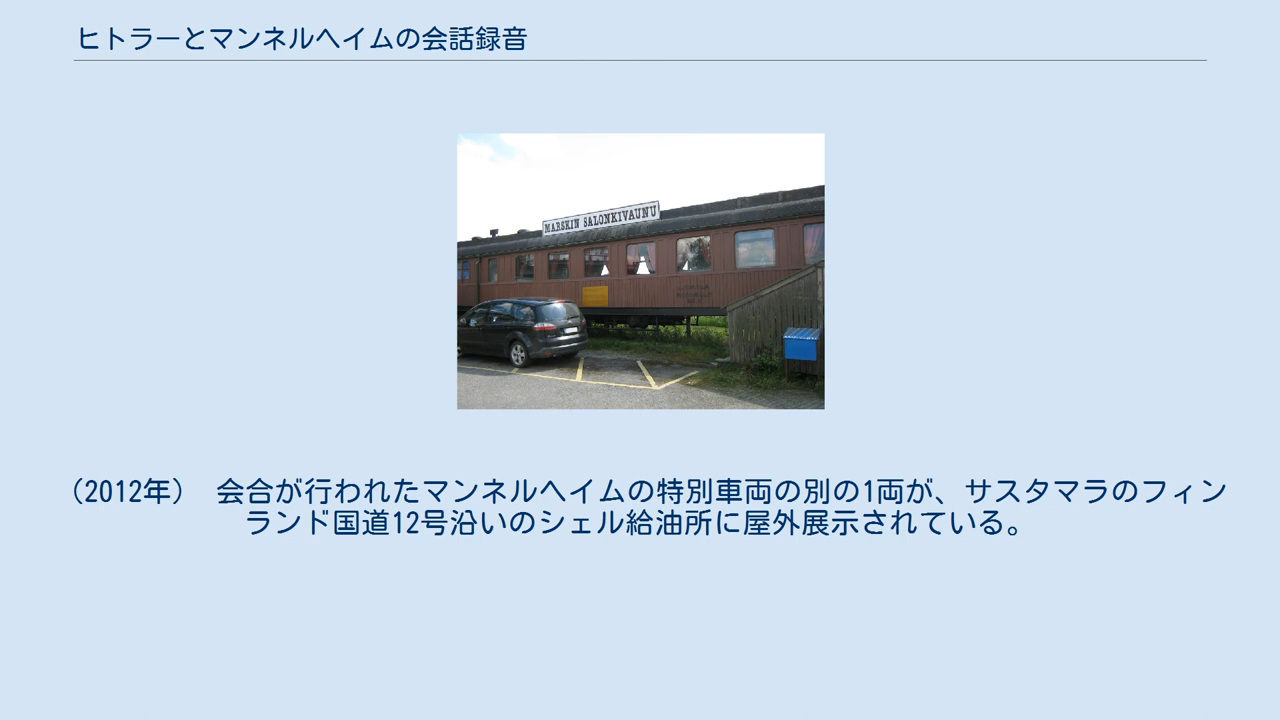 ヒトラーとマンネルヘイムの会話録音
MARSKIN SALONKIVAUNU
（2012年）　会合が行われたマンネルヘイムの特別車両の別の1両が、サスタマラのフィン
ランド国道12号沿いのシェル給油所に屋外展示されている。